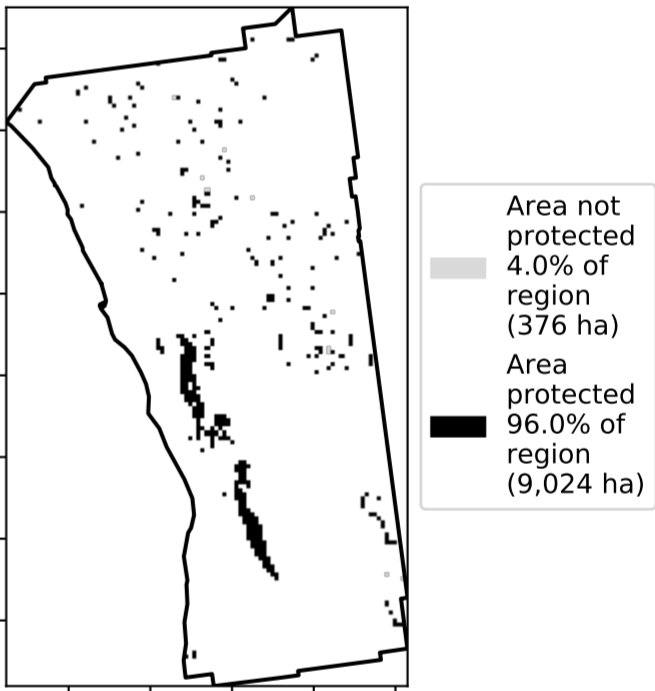 Area not
protected
4.0% of
region
(376 ha)
Area
protected
96.0% of
region
(9,024 ha)